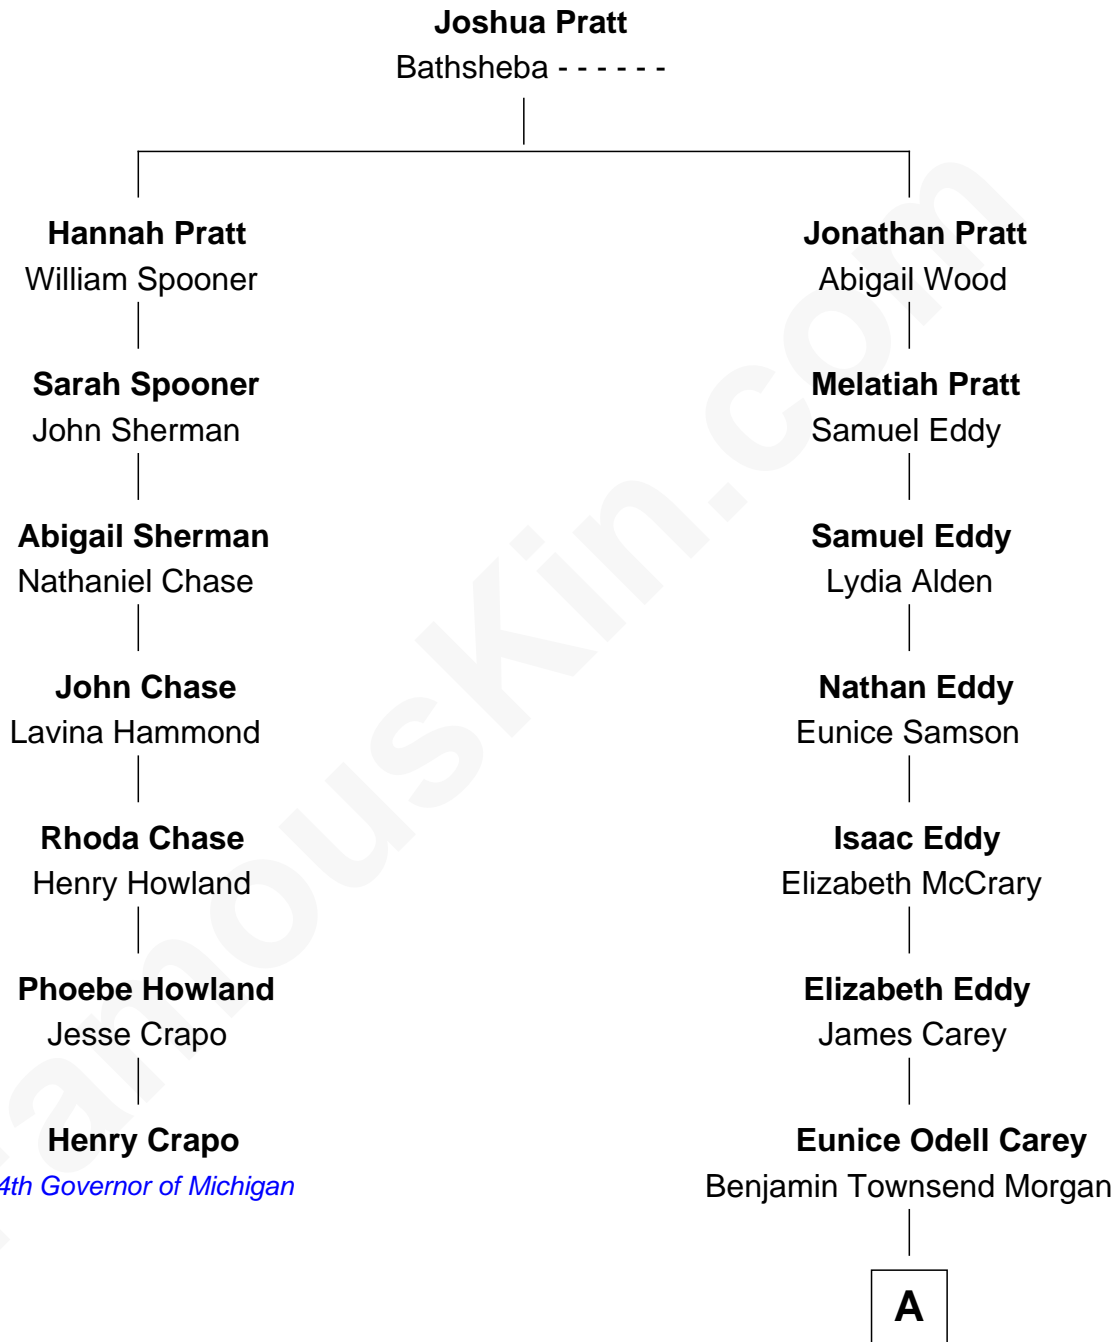 Joshua Pratt
Bathsheba - - - - - -
Hannah Pratt
William Spooner
Jonathan Pratt
Abigail Wood
Sarah Spooner
John Sherman
Melatiah Pratt
Samuel Eddy
Abigail Sherman
Nathaniel Chase
Samuel Eddy
Lydia Alden
John Chase
Lavina Hammond
Nathan Eddy
Eunice Samson
Rhoda Chase
Henry Howland
Isaac Eddy
Elizabeth McCrary
Phoebe Howland
Jesse Crapo
Elizabeth Eddy
James Carey
Henry Crapo
4th Governor of Michigan
Eunice Odell Carey
Benjamin Townsend Morgan
A
FamousKin.com